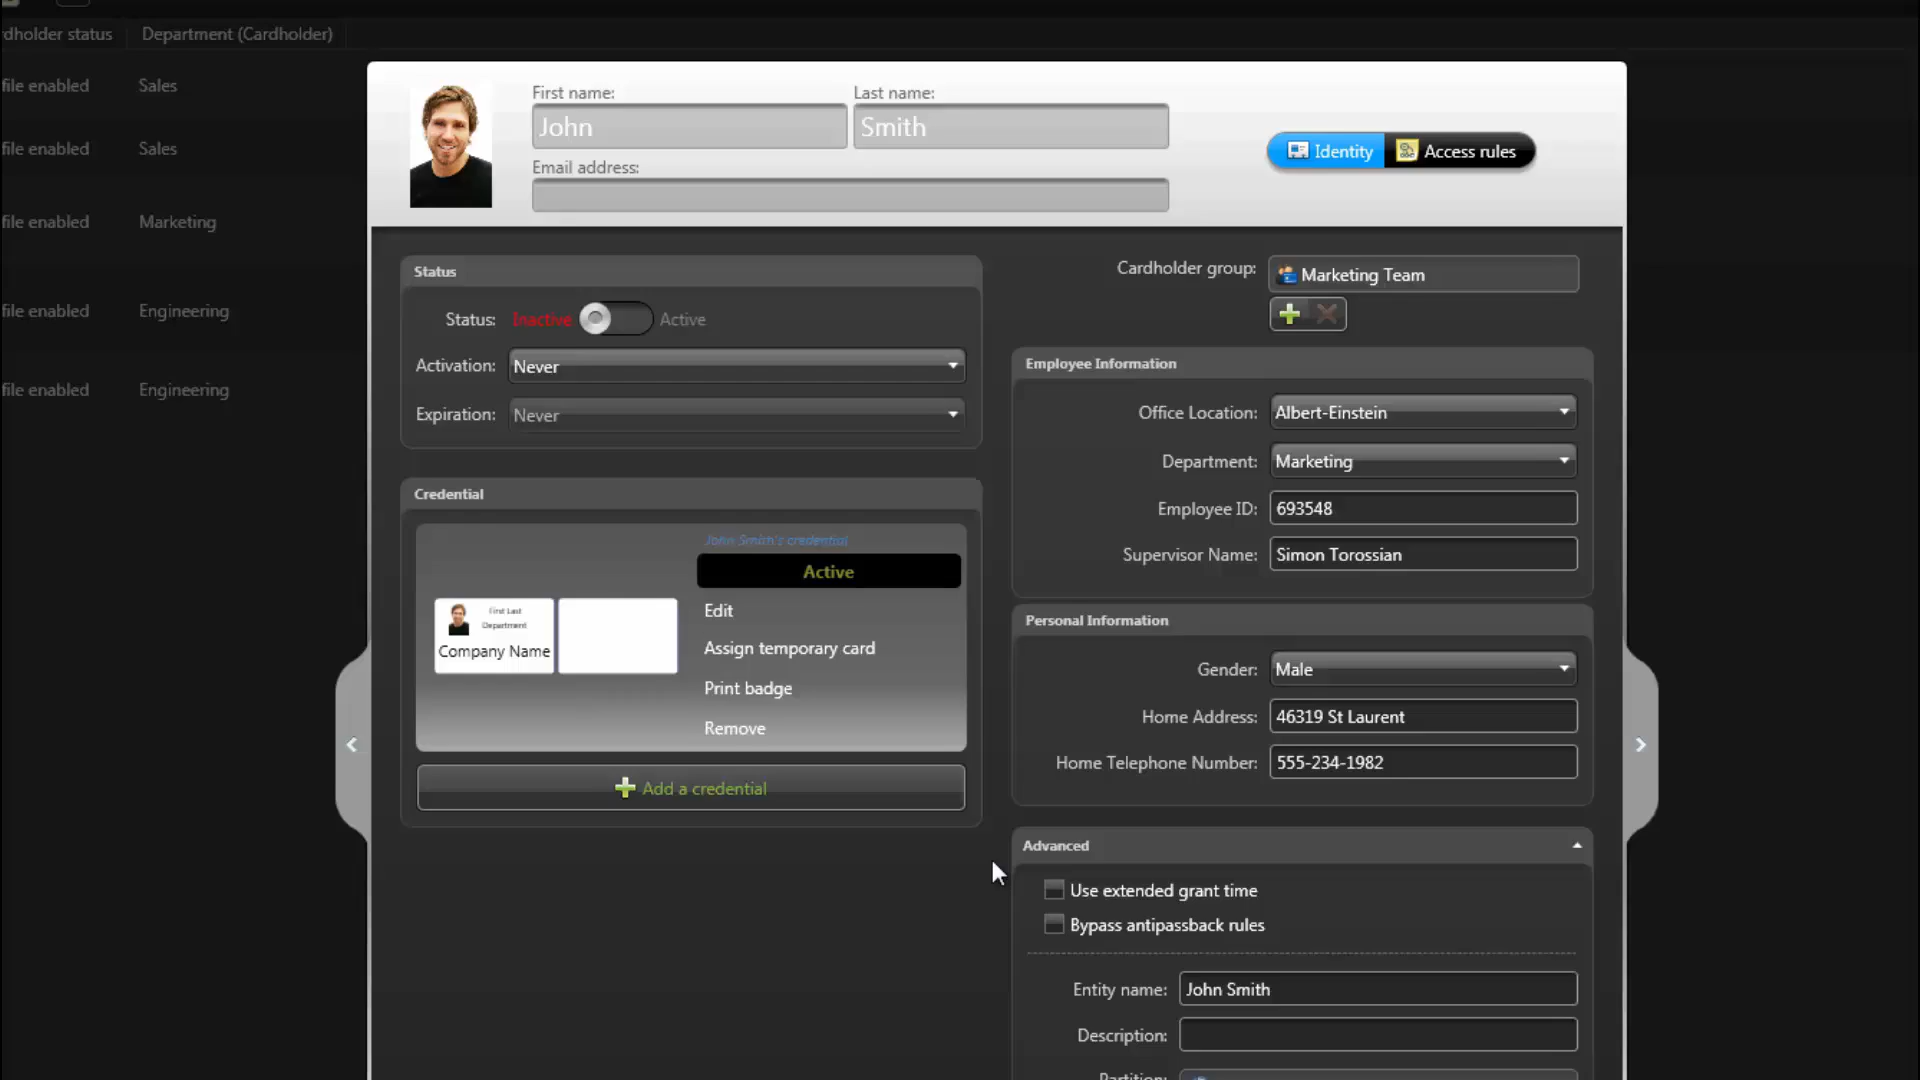 rdholder status
Department (Cardholder)
file enabled
Sales
file enabled
Sales
file enabled
Marketing
file enabled
Engineering
file enabled
Engineering
First name:
Last name:
John
Smith
Email address:
Identity
Access rules
Status
Status:
Inactive
Active
Activation:
Never
Expiration:
Never
Credential
John Smith's credential
Active
First Last
Department
Company Name
Edit
Assign temporary card
Print badge
Remove
Add a credential
Cardholder group:
Marketing Team
Employee Information
Office Location:
Albert-Einstein
Department:
Marketing
Employee ID:
693548
Supervisor Name:
Simon Torossian
Personal Information
Gender:
Male
Home Address:
46319 St Laurent
Home Telephone Number:
555-234-1982
Advanced
Use extended grant time
Bypass antipassback rules
Entity name:
John Smith
Description:
Partition: